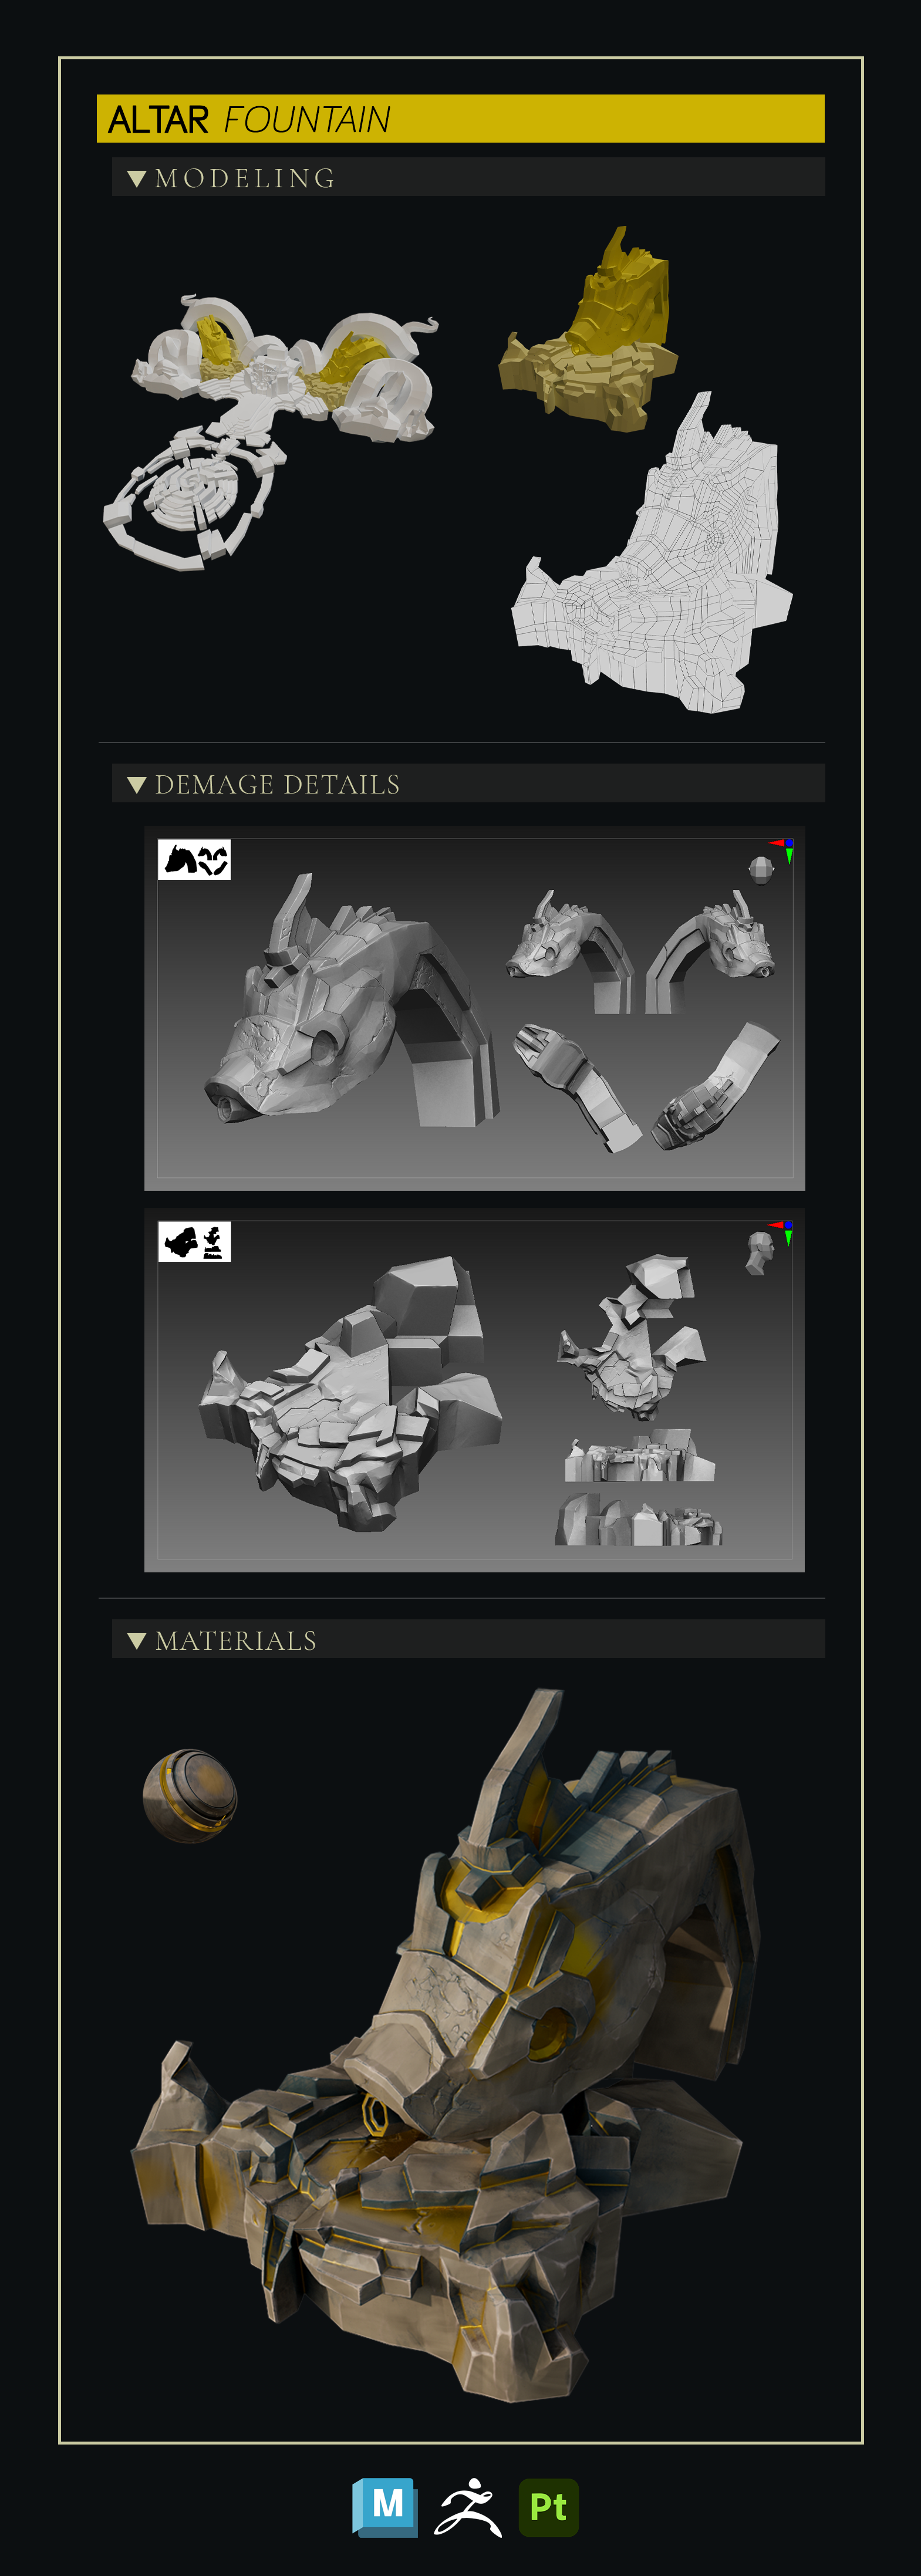 ALTAR FOUNTAIN
MODELING
DEMAGE DETAILS
MATERIALS
M Pt